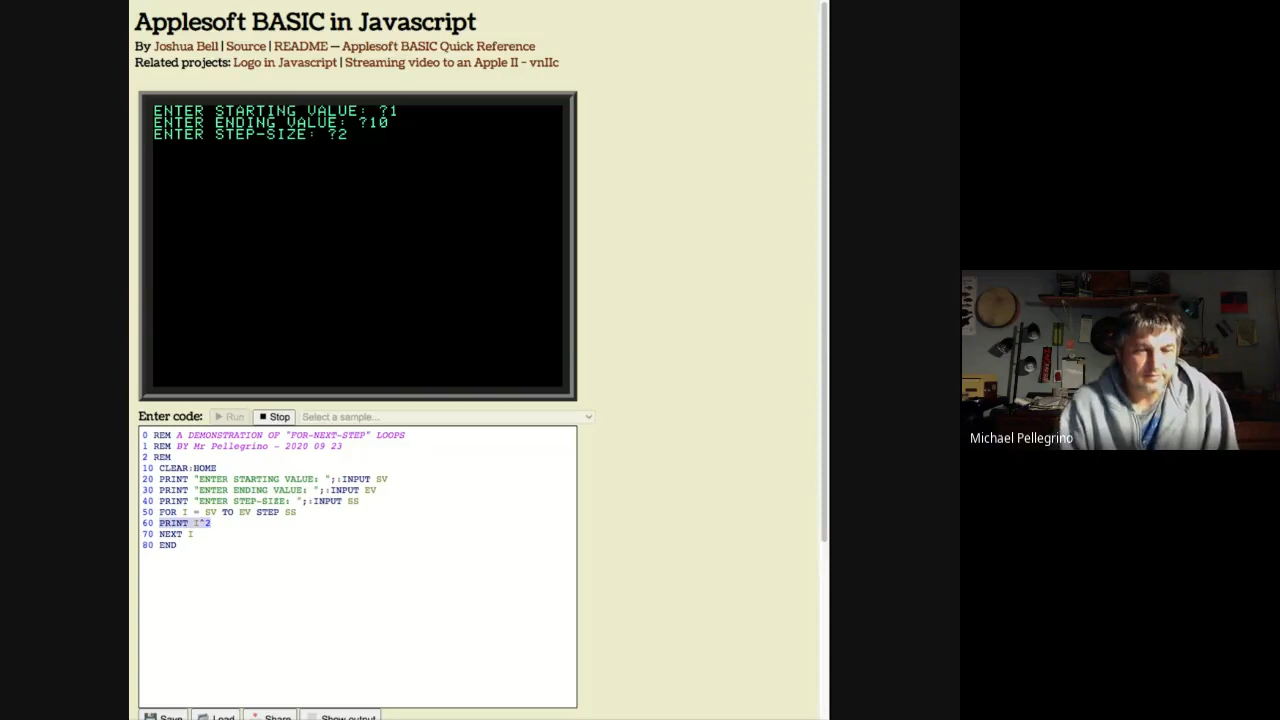 Applesoft BASIC in Javascript
By Joshua Bell | Source | README — Applesoft BASIC Quick Reference
Related projects: Logo in Javascript | Streaming video to an Apple II - vnIIc
ENTER STARTING VALUE: ?1
ENTER ENDING VALUE: ?10
ENTER STEP-SIZE: ?2
Enter code: Run Stop Select a sample...
0 REM A DEMONSTRATION OF "FOR-NEXT-STEP" LOOPS
1 REM BY Mr Pellegrino - 2020 09 23
2 REM
10 CLEAR:HOME
20 PRINT "ENTER STARTING VALUE: ";:INPUT SV
30 PRINT "ENTER ENDING VALUE: ";:INPUT EV
40 PRINT "ENTER STEP-SIZE: ";:INPUT SS
50 FOR I = SV TO EV STEP SS
60 PRINT I^2
70 NEXT I
80 END
Save Load Share Show output
Michael Pellegrino